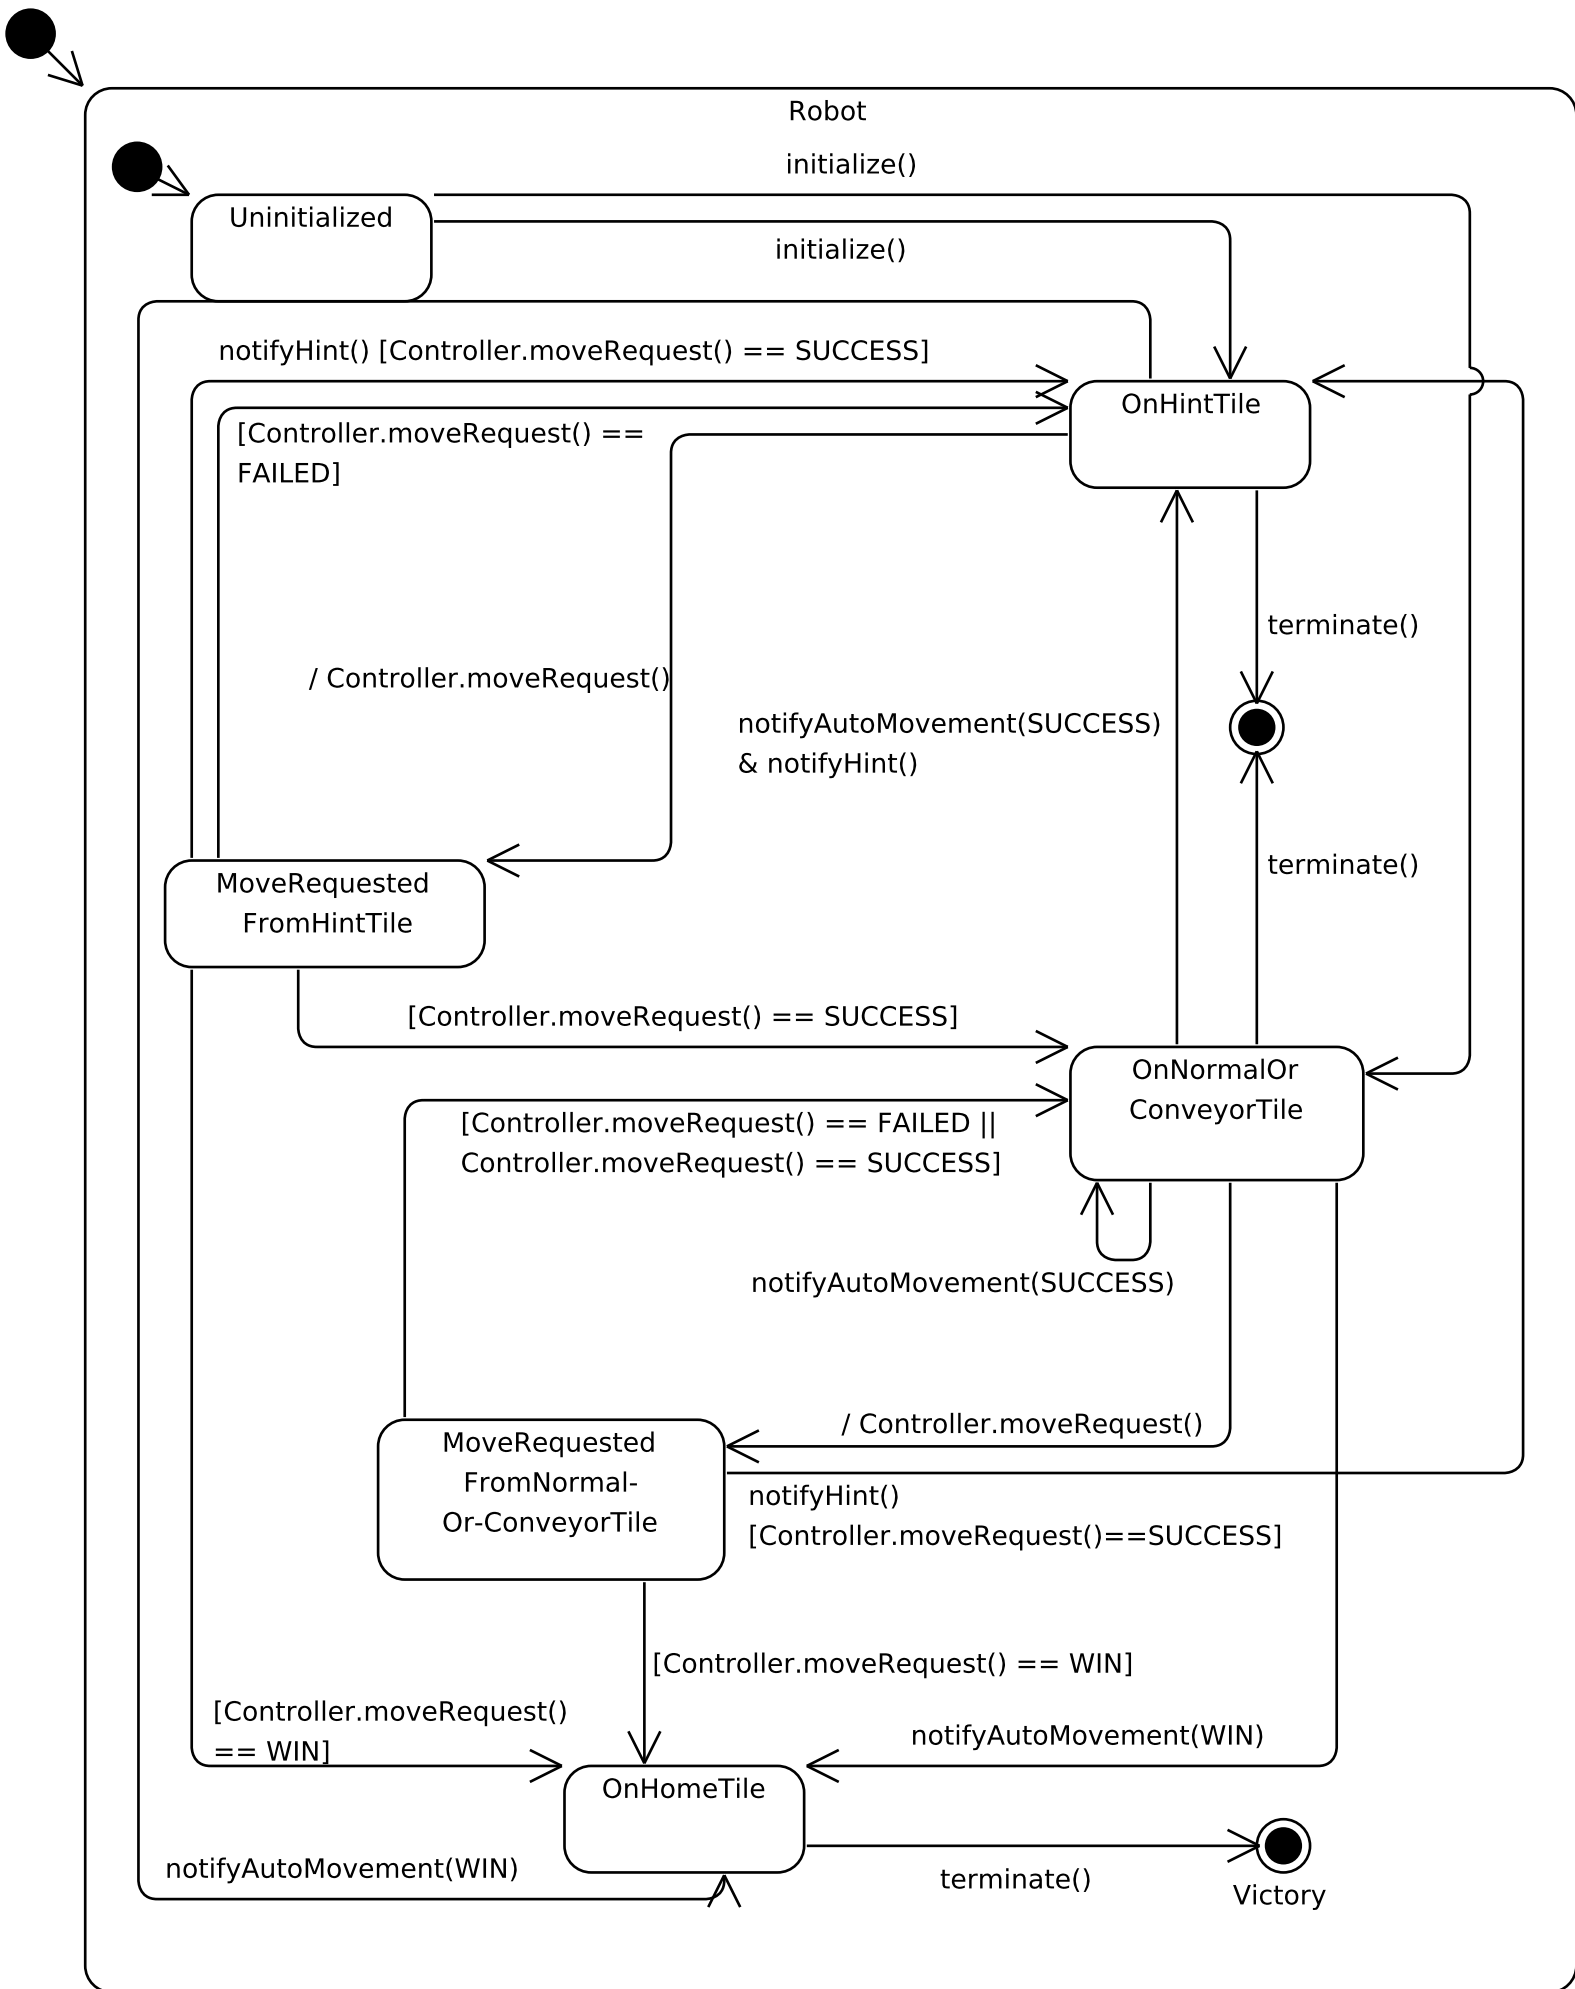 Robot
initialize()
Uninitialized
initialize()
notifyHint() [Controller.moveRequest() == SUCCESS]
OnHintTile
[Controller.moveRequest() ==
FAILED]
terminate()
/ Controller.moveRequest()
notifyAutoMovement(SUCCESS)
& notifyHint()
terminate()
MoveRequested
FromHintTile
[Controller.moveRequest() == SUCCESS]
OnNormalOr
ConveyorTile
[Controller.moveRequest() == FAILED ||
Controller.moveRequest() == SUCCESS]
notifyAutoMovement(SUCCESS)
/ Controller.moveRequest()
MoveRequested
FromNormal-
Or-ConveyorTile
notifyHint()
[Controller.moveRequest()==SUCCESS]
[Controller.moveRequest() == WIN]
[Controller.moveRequest()
== WIN]
notifyAutoMovement(WIN)
OnHomeTile
notifyAutoMovement(WIN)
terminate()
Victory